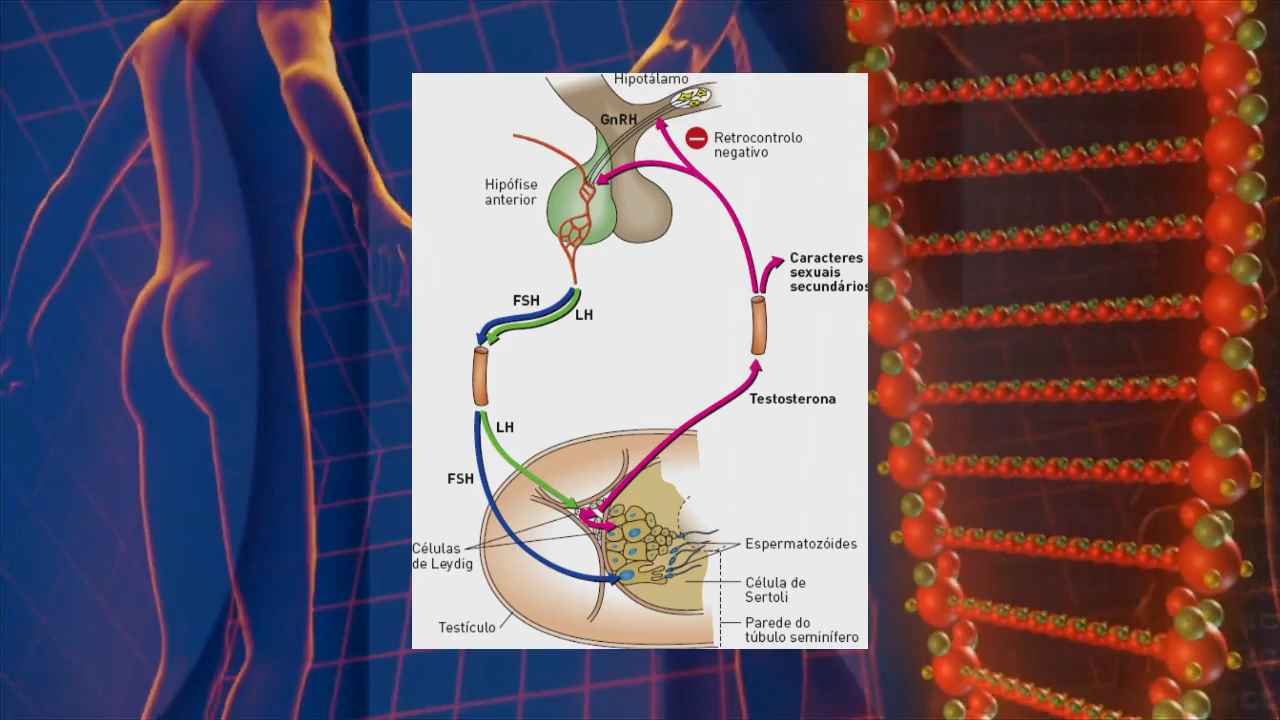 Hipotálamo
GnRH
Retrocontrolo
negativo
Hipófise
anterior
Caracteres
sexuais
secundários
FSH
LH
Testosterona
LH
FSH
Células
de Leydig
Espermatozóides
Célula de
Sertoli
Testículo
Parede do
túbulo seminífero